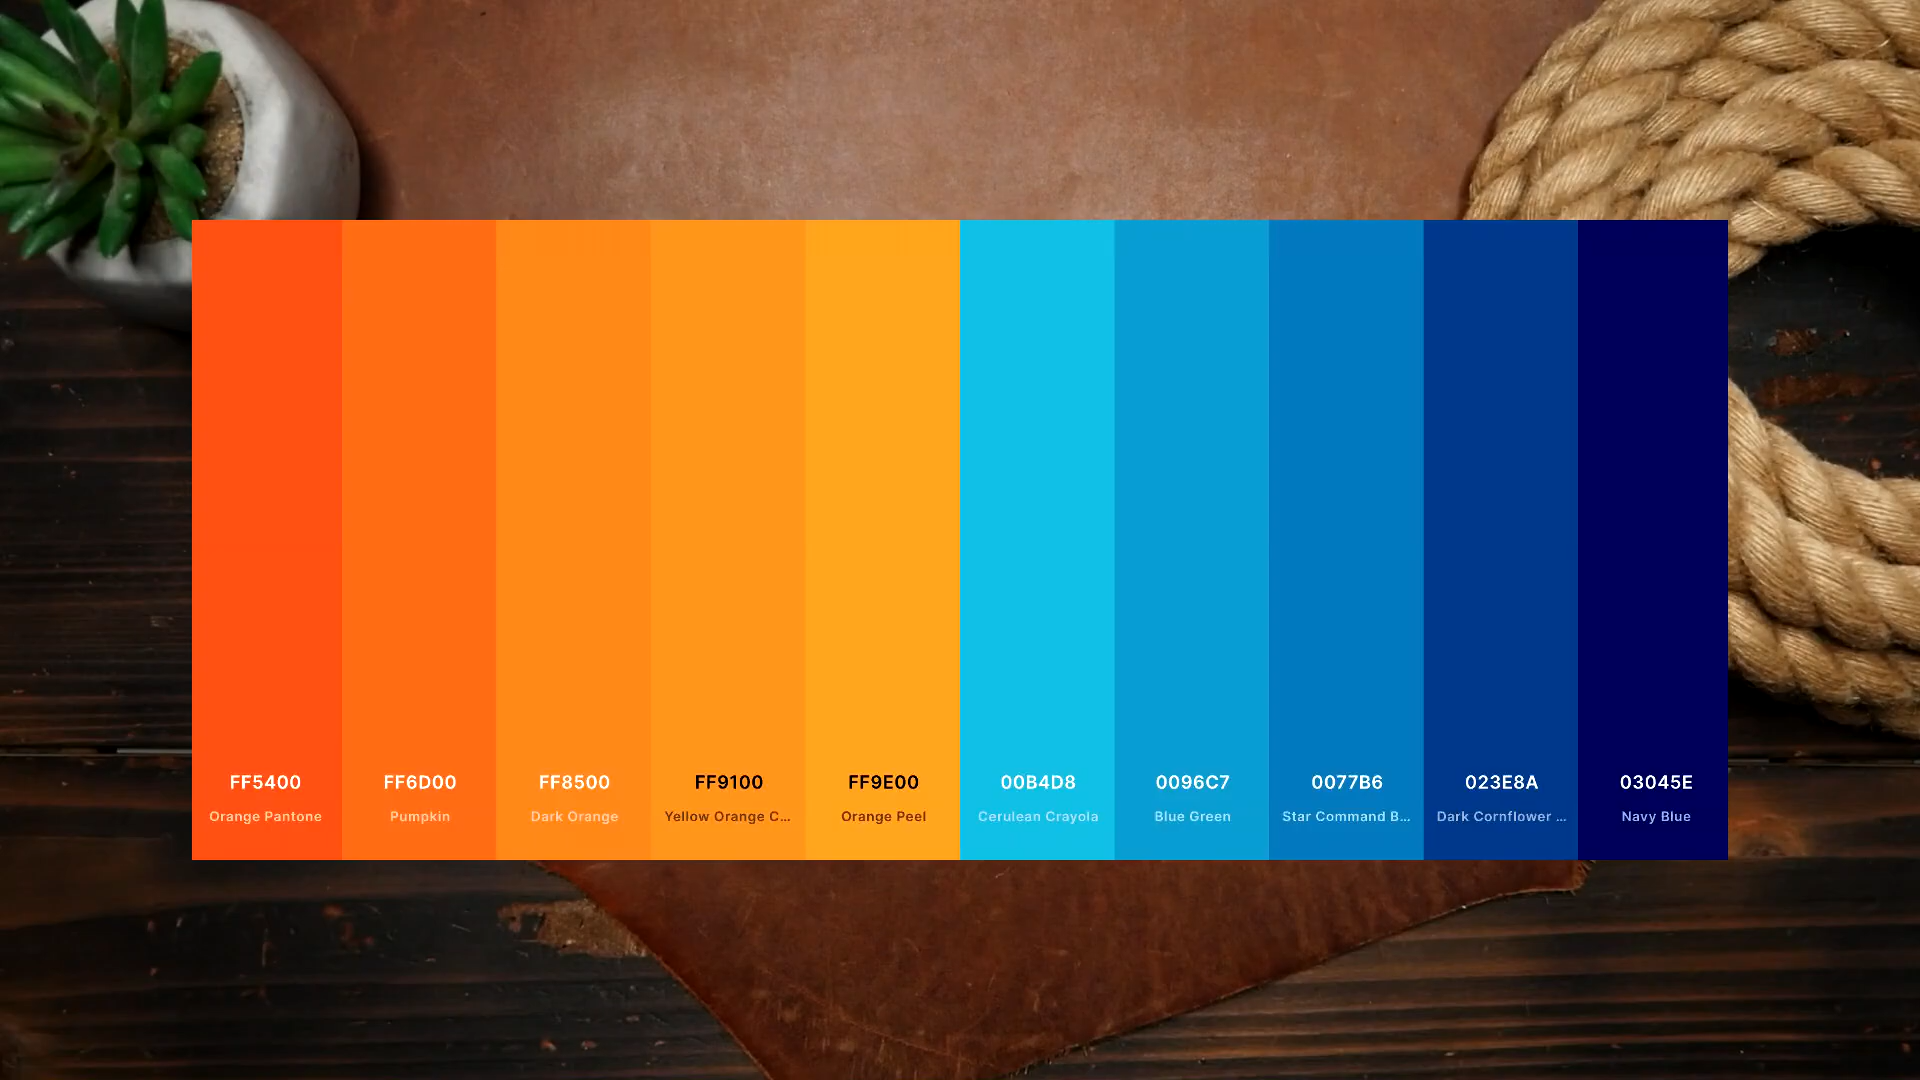 FF5400 FF6D00 FF8500 FF9100 FF9E00 00B4D8 0096C7 0077B6 023E8A 03045E
Orange Pantone Pumpkin Dark Orange Yellow Orange C... Orange Peel Cerulean Crayola Blue Green Star Command B... Dark Cornflower ... Navy Blue